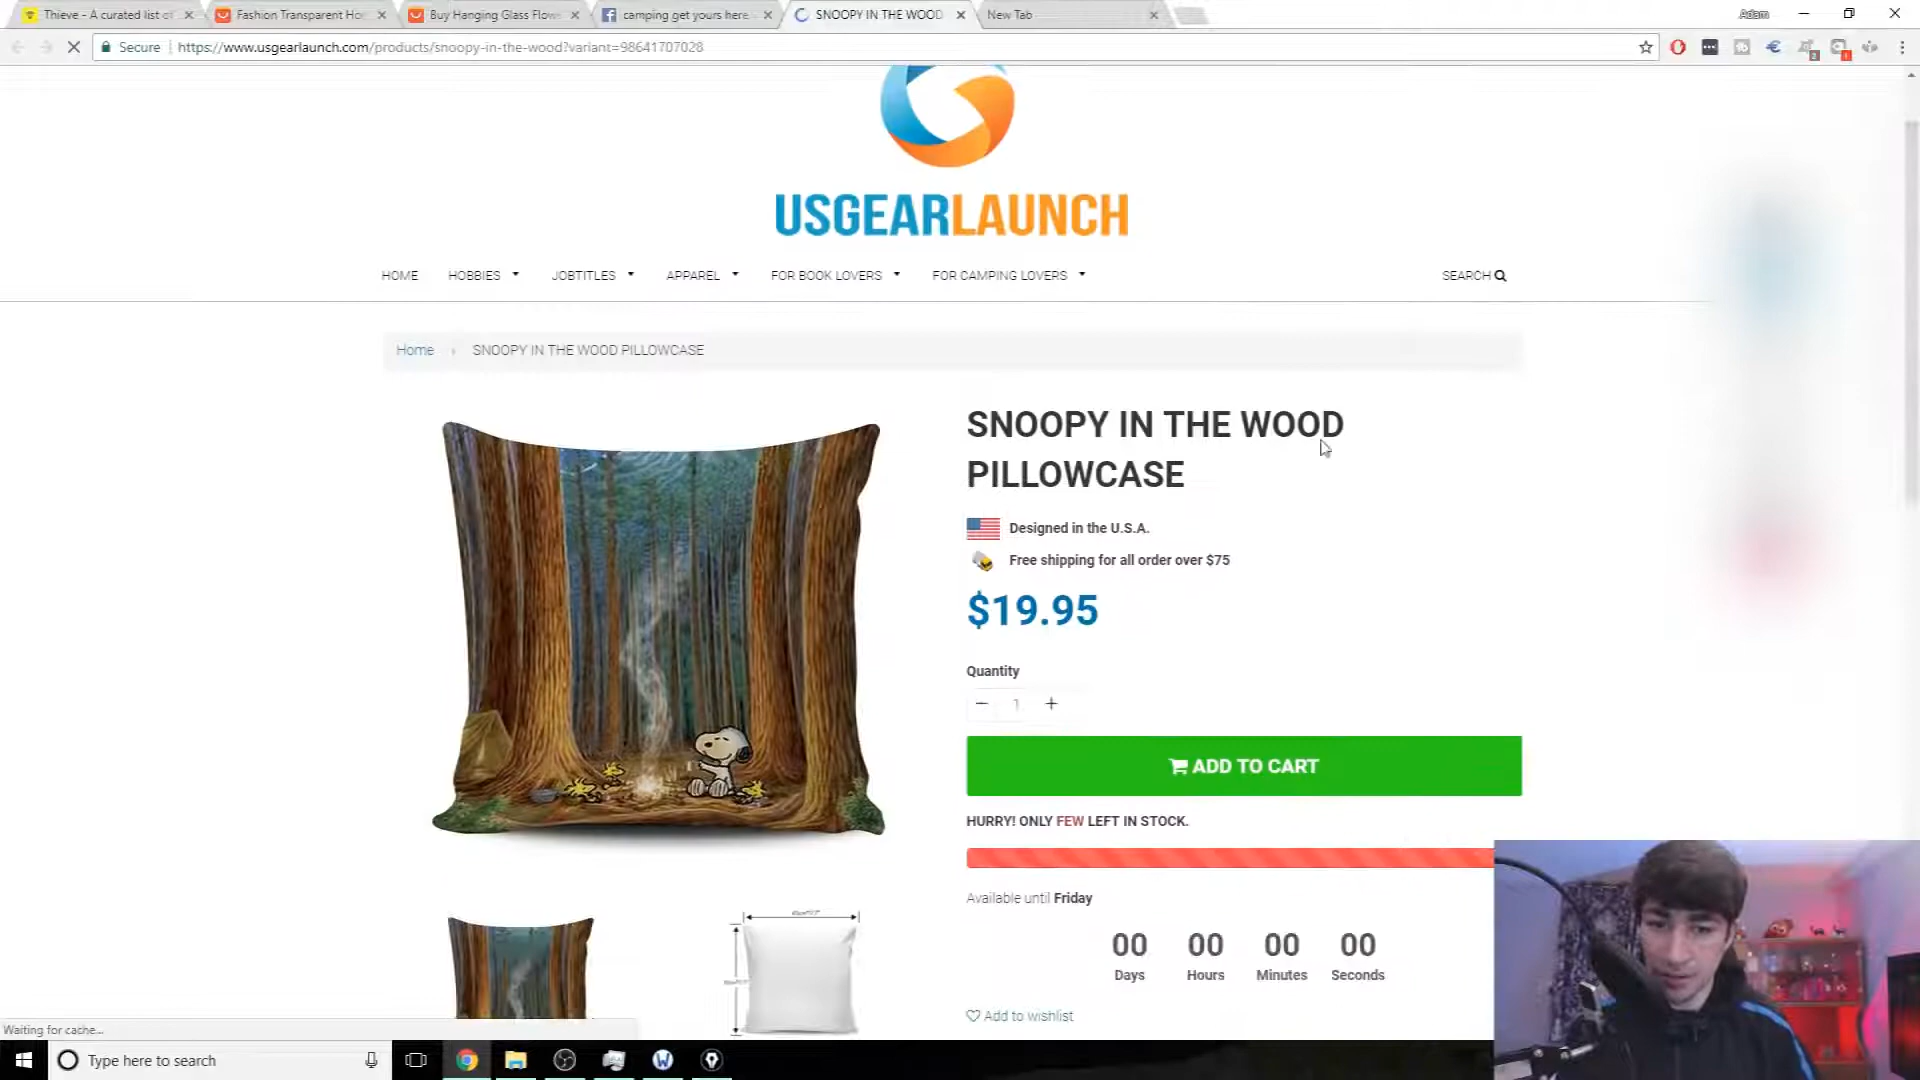 Thieve - A curated list of
Fashion Transparent Ho
Buy Hanging Glass Flow
camping get yours here
SNOOPY IN THE WOOD
New Tab
Adam
Secure
https://www.usgearlaunch.com/products/snoopy-in-the-wood?variant=98641707028
USGEARLAUNCH
HOME
HOBBIES
JOBTITLES
APPAREL
FOR BOOK LOVERS
FOR CAMPING LOVERS
SEARCH
Home
SNOOPY IN THE WOOD PILLOWCASE
SNOOPY IN THE WOOD
PILLOWCASE
Designed in the U.S.A.
Free shipping for all order over $75
$19.95
Quantity
− 1 +
ADD TO CART
HURRY! ONLY FEW LEFT IN STOCK.
Available until Friday
00 00 00 00
Days Hours Minutes Seconds
Add to wishlist
Waiting for cache...
Type here to search